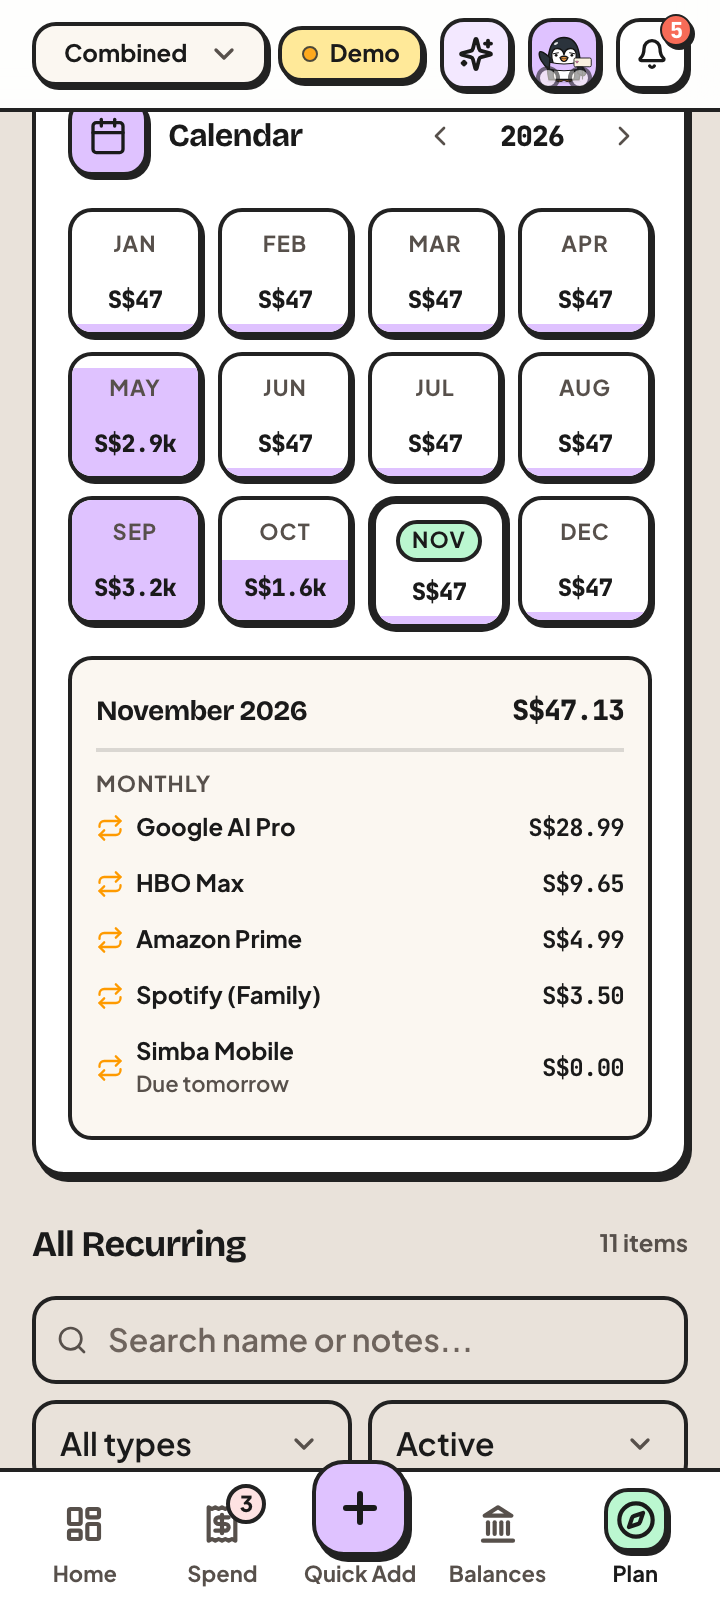 Combined
Demo
5
Calendar
2026
JAN
FEB
MAR
APR
S$47
S$47
S$47
S$47
MAY
JUN
JUL
AUG
S$2.9k
S$47
S$47
S$47
SEP
OCT
NOV
DEC
S$3.2k
S$1.6k
S$47
S$47
November 2026 S$47.13
MONTHLY
Google AI Pro S$28.99
HBO Max S$9.65
Amazon Prime S$4.99
Spotify (Family) S$3.50
Simba Mobile S$0.00
Due tomorrow
All Recurring 11 items
Search name or notes...
All types
Active
3
Home
Spend
Quick Add
Balances
Plan